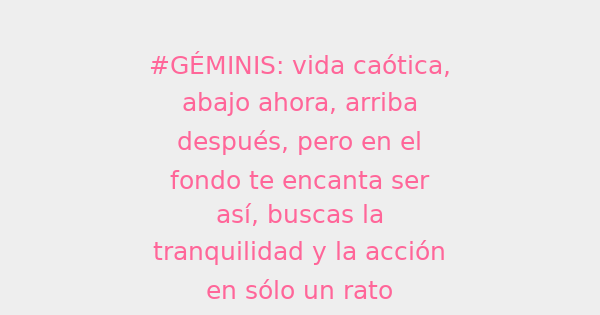 #GÉMINIS: vida caótica,
abajo ahora, arriba
después, pero en el
fondo te encanta ser
así, buscas la
tranquilidad y la acción
en sólo un rato